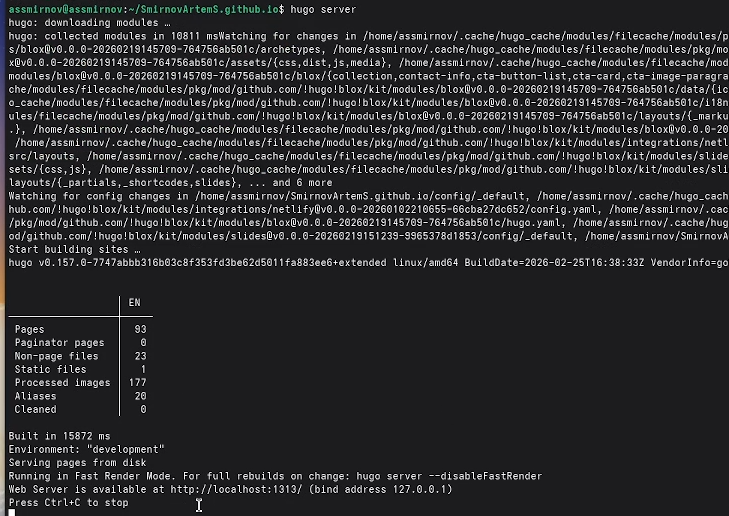 assmirnov@assmirnov:~/SmirnovArtemS.github.io$ hugo server
hugo: downloading modules …
hugo: collected modules in 10811 msWatching for changes in /home/assmirnov/.cache/hugo_cache/modules/filecache/modules/p
s/blox@v0.0.0-20260219145709-764756ab501c/archetypes, /home/assmirnov/.cache/hugo_cache/modules/filecache/modules/pkg/mo
x@v0.0.0-20260219145709-764756ab501c/assets/{css,dist,js,media}, /home/assmirnov/.cache/hugo_cache/modules/filecache/mod
modules/blox@v0.0.0-20260219145709-764756ab501c/blox/{collection,contact-info,cta-button-list,cta-card,cta-image-paragra
che/modules/filecache/modules/pkg/mod/github.com/!hugo!blox/kit/modules/blox@v0.0.0-20260219145709-764756ab501c/data/{ic
o_cache/modules/filecache/modules/pkg/mod/github.com/!hugo!blox/kit/modules/blox@v0.0.0-20260219145709-764756ab501c/i18n
ules/filecache/modules/pkg/mod/github.com/!hugo!blox/kit/modules/blox@v0.0.0-20260219145709-764756ab501c/layouts/{_marku
.}, /home/assmirnov/.cache/hugo_cache/modules/filecache/modules/pkg/mod/github.com/!hugo!blox/kit/modules/blox@v0.0.0-20
/home/assmirnov/.cache/hugo_cache/modules/filecache/modules/pkg/mod/github.com/!hugo!blox/kit/modules/integrations/netl
src/layouts, /home/assmirnov/.cache/hugo_cache/modules/filecache/modules/pkg/mod/github.com/!hugo!blox/kit/modules/slide
sets/{css,js}, /home/assmirnov/.cache/hugo_cache/modules/filecache/modules/pkg/mod/github.com/!hugo!blox/kit/modules/sli
layouts/{_partials,_shortcodes,slides}, ... and 6 more
Watching for config changes in /home/assmirnov/SmirnovArtemS.github.io/config/_default, /home/assmirnov/.cache/hugo_cach
hub.com/!hugo!blox/kit/modules/integrations/netlify@v0.0.0-20260102210655-66cba27dc652/config.yaml, /home/assmirnov/.cac
/pkg/mod/github.com/!hugo!blox/kit/modules/blox@v0.0.0-20260219145709-764756ab501c/hugo.yaml, /home/assmirnov/.cache/hug
od/github.com/!hugo!blox/kit/modules/slides@v0.0.0-20260219151239-9965378d1853/config/_default, /home/assmirnov/SmirnovA
Start building sites …
hugo v0.157.0-7747abbb316b03c8f353fd3be62d5011fa883ee6+extended linux/amd64 BuildDate=2026-02-25T16:38:33Z VendorInfo=go
EN
Pages 93
Paginator pages 0
Non-page files 23
Static files 1
Processed images 177
Aliases 20
Cleaned 0
Built in 15872 ms
Environment: "development"
Serving pages from disk
Running in Fast Render Mode. For full rebuilds on change: hugo server --disableFastRender
Web Server is available at http://localhost:1313/ (bind address 127.0.0.1)
Press Ctrl+C to stop